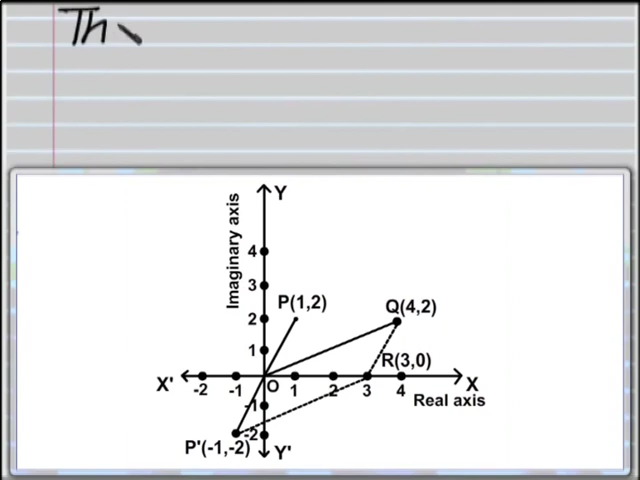 Th
Y
Imaginary axis
4
3
P(1,2)
Q(4,2)
2
1
R(3,0)
X'
-2
-1
O
1
2
3
4
X
Real axis
-1
-2
P'(-1,-2)
Y'